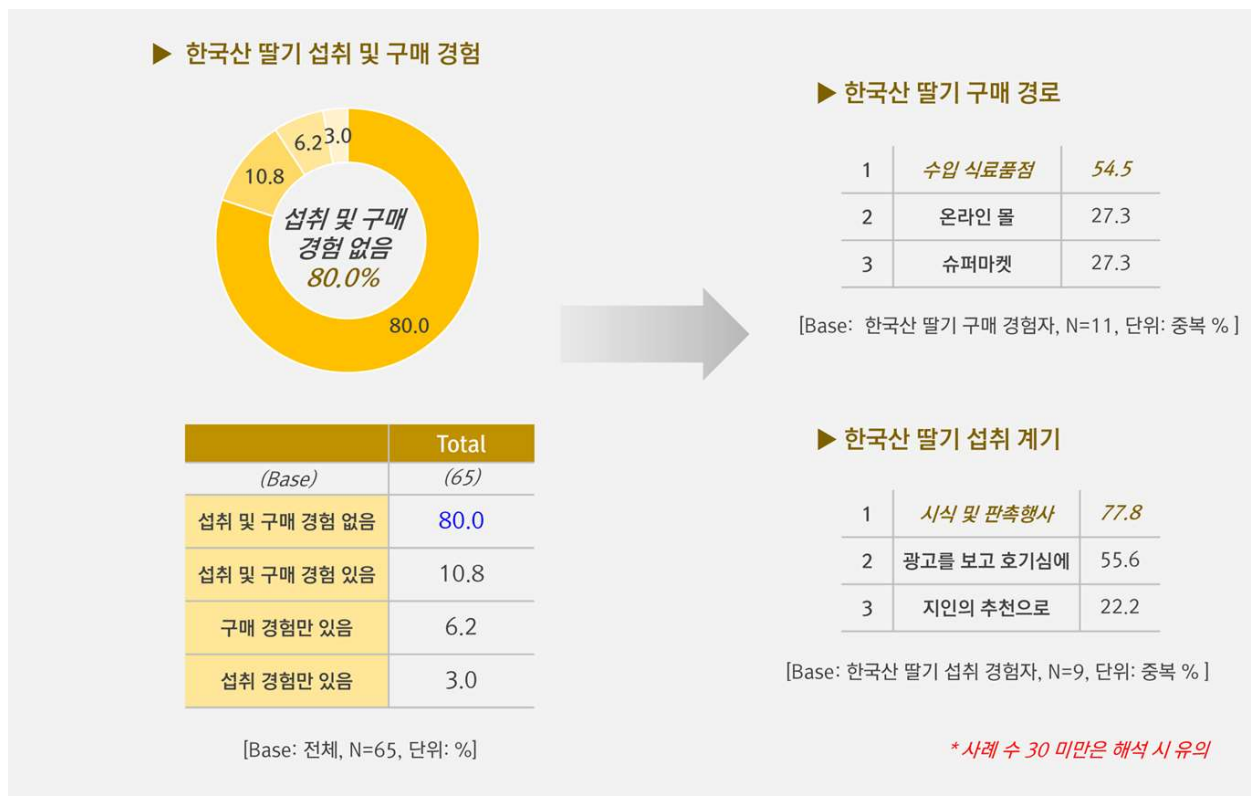 ▶ 한국산 딸기 섭취 및 구매 경험
6.2 3.0
10.8
섭취 및 구매
경험 없음
80.0%
80.0
Total
(Base) (65)
섭취 및 구매 경험 없음 80.0
섭취 및 구매 경험 있음 10.8
구매 경험만 있음 6.2
섭취 경험만 있음 3.0
[Base: 전체, N=65, 단위: %]
▶ 한국산 딸기 구매 경로
1 수입 식료품점 54.5
2 온라인 몰 27.3
3 슈퍼마켓 27.3
[Base: 한국산 딸기 구매 경험자, N=11, 단위: 중복 % ]
▶ 한국산 딸기 섭취 계기
1 시식 및 판촉행사 77.8
2 광고를 보고 호기심에 55.6
3 지인의 추천으로 22.2
[Base: 한국산 딸기 섭취 경험자, N=9, 단위: 중복 % ]
* 사례 수 30 미만은 해석 시 유의